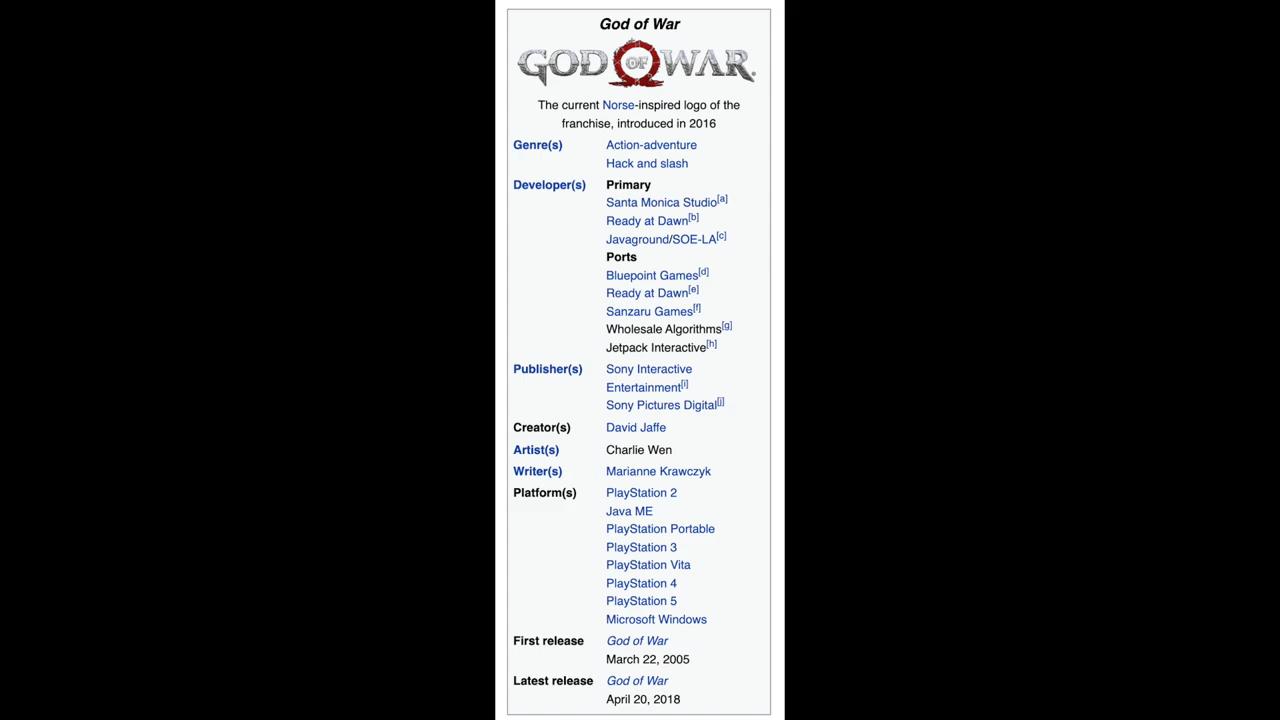 God of War
GOD OF WAR
The current Norse-inspired logo of the
franchise, introduced in 2016
Genre(s) Action-adventure
Hack and slash
Developer(s) Primary
Santa Monica Studio[a]
Ready at Dawn[b]
Javaground/SOE-LA[c]
Ports
Bluepoint Games[d]
Ready at Dawn[e]
Sanzaru Games[f]
Wholesale Algorithms[g]
Jetpack Interactive[h]
Publisher(s) Sony Interactive
Entertainment[i]
Sony Pictures Digital[j]
Creator(s) David Jaffe
Artist(s) Charlie Wen
Writer(s) Marianne Krawczyk
Platform(s) PlayStation 2
Java ME
PlayStation Portable
PlayStation 3
PlayStation Vita
PlayStation 4
PlayStation 5
Microsoft Windows
First release God of War
March 22, 2005
Latest release God of War
April 20, 2018